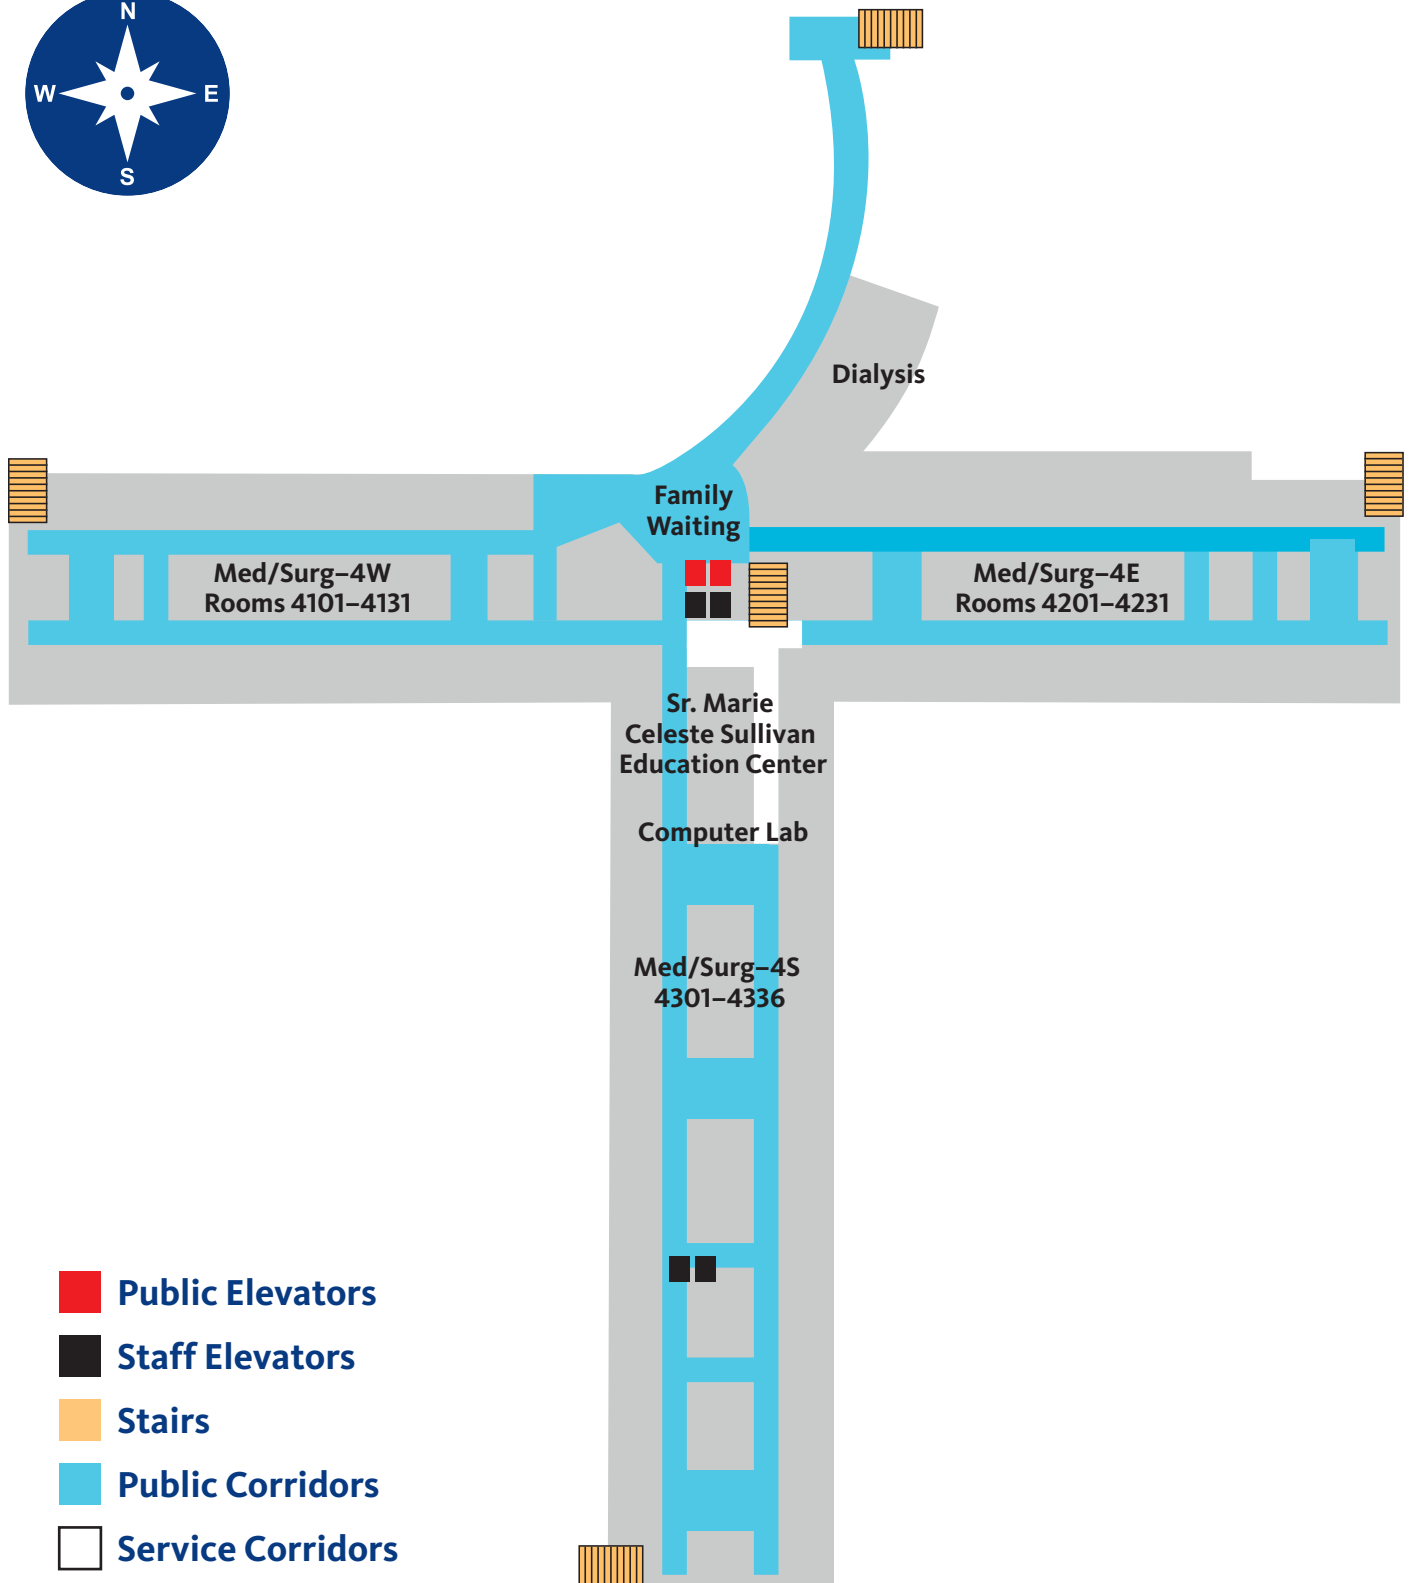 N
W
E
S
Dialysis
Family
Waiting
Med/Surg–4W
Rooms 4101–4131
Med/Surg–4E
Rooms 4201–4231
Sr. Marie
Celeste Sullivan
Education Center
Computer Lab
Med/Surg–4S
4301–4336
Public Elevators
Staff Elevators
Stairs
Public Corridors
Service Corridors